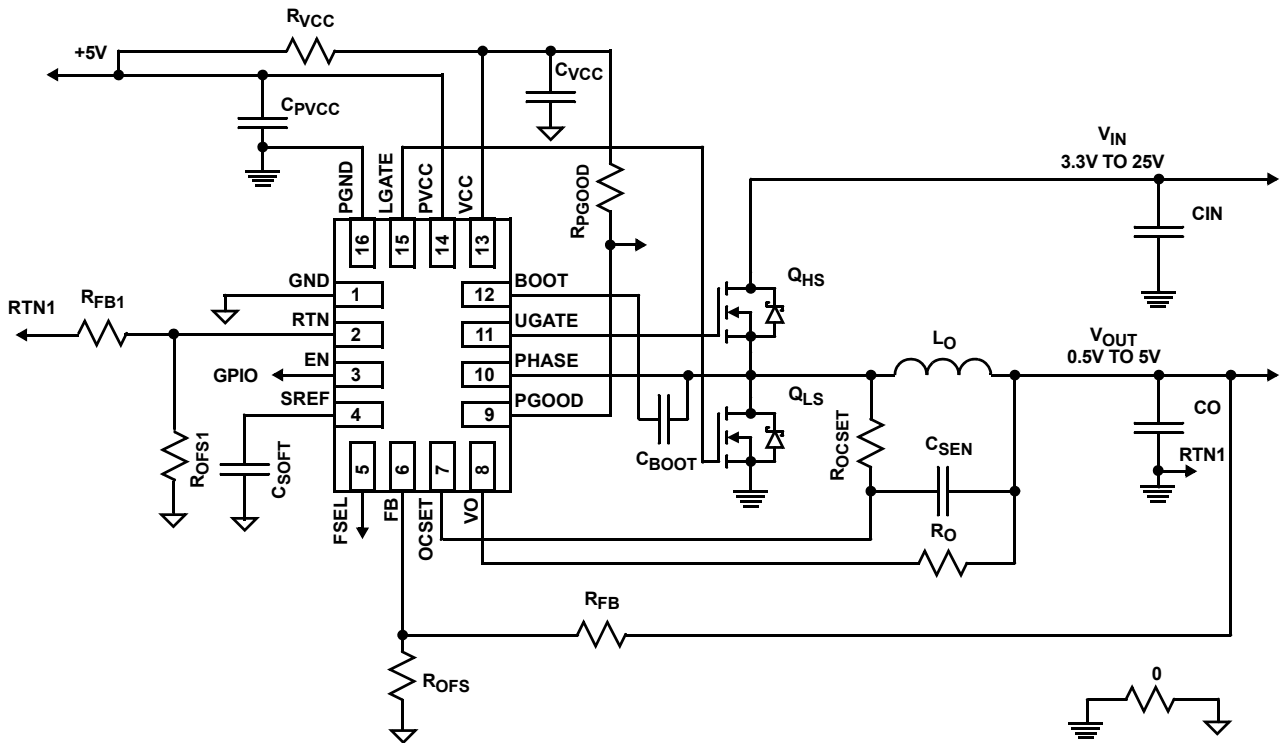 RVCC
+5V
CVCC
CPVCC
VIN
3.3V TO 25V
PGND
LGATE
PVCC
VCC
RPGOOD
CIN
16
15
14
13
QHS
GND
1
12
BOOT
RTN1
RFB1
RTN
2
11
UGATE
LO
VOUT
0.5V TO 5V
GPIO
EN
3
10
PHASE
SREF
4
9
PGOOD
QLS
CO
ROFS1
CSOFT
5
6
7
8
CBOOT
ROCSET
CSEN
RTN1
FSEL
FB
OCSET
VO
RO
RFB
ROFS
0